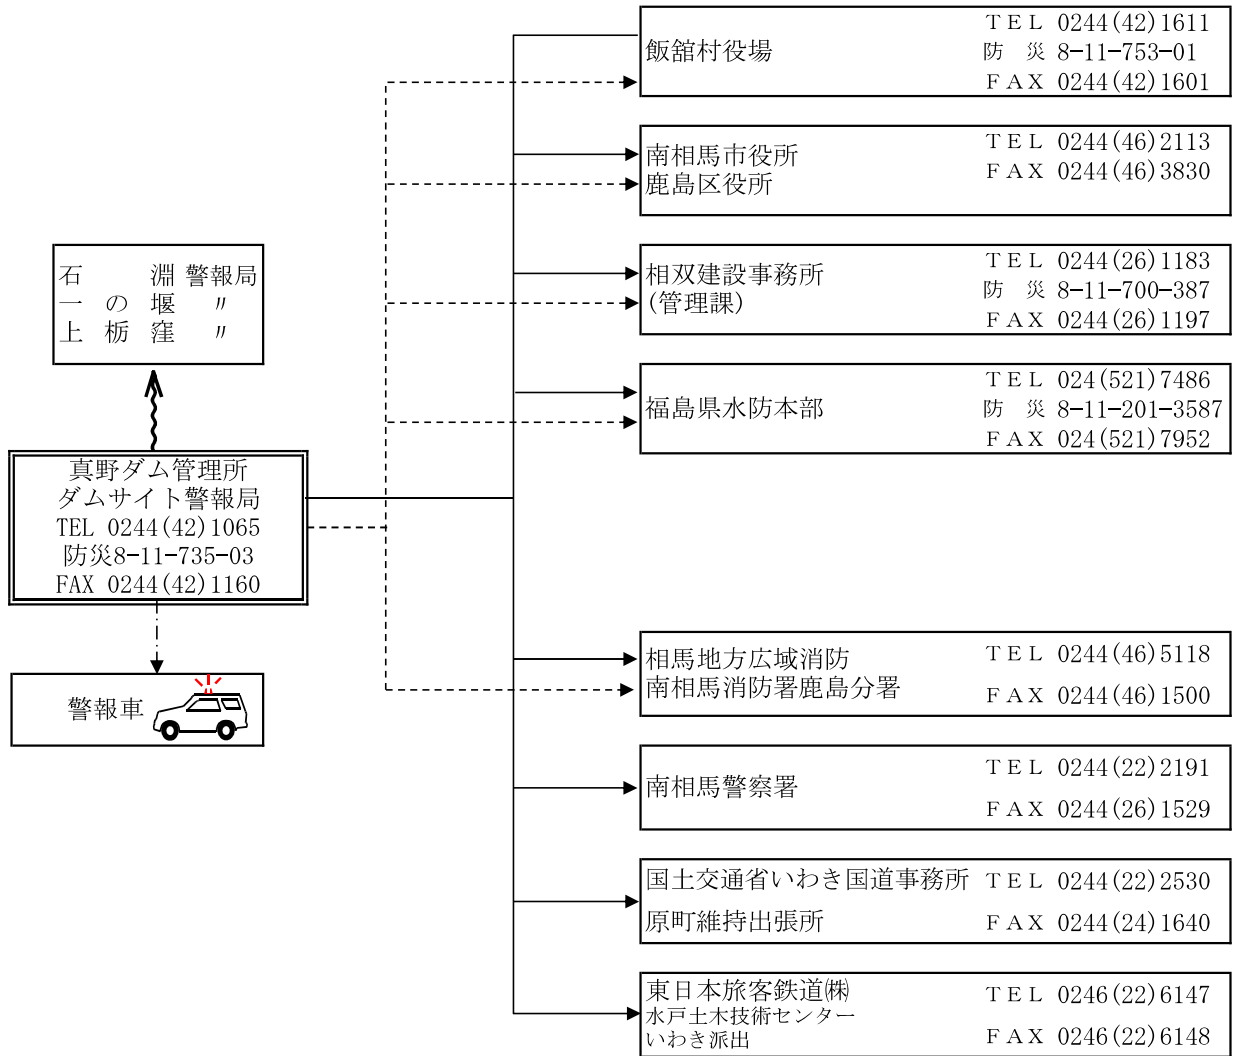 飯舘村役場
ＴＥＬ 0244(42)1611
防　災 8-11-753-01
ＦＡＸ 0244(42)1601
南相馬市役所
鹿島区役所
ＴＥＬ 0244(46)2113
ＦＡＸ 0244(46)3830
石　　淵 警報局
一　の　堰　〃
上　栃　窪　〃
相双建設事務所
(管理課)
ＴＥＬ 0244(26)1183
防　災 8-11-700-387
ＦＡＸ 0244(26)1197
福島県水防本部
ＴＥＬ 024(521)7486
防　災 8-11-201-3587
ＦＡＸ 024(521)7952
真野ダム管理所
ダムサイト警報局
TEL 0244(42)1065
防災8-11-735-03
FAX 0244(42)1160
警報車
相馬地方広域消防
南相馬消防署鹿島分署
ＴＥＬ 0244(46)5118
ＦＡＸ 0244(46)1500
南相馬警察署
ＴＥＬ 0244(22)2191
ＦＡＸ 0244(26)1529
国土交通省いわき国道事務所
原町維持出張所
ＴＥＬ 0244(22)2530
ＦＡＸ 0244(24)1640
東日本旅客鉄道㈱
水戸土木技術センター
いわき派出
ＴＥＬ 0246(22)6147
ＦＡＸ 0246(22)6148